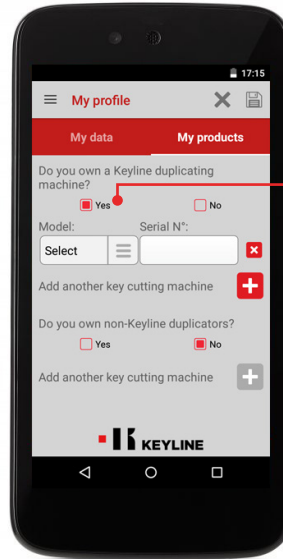 17:15
My profile
My data My products
Do you own a Keyline duplicating
machine?
Yes No
Model: Serial N°:
Select
Add another key cutting machine
Do you own non-Keyline duplicators?
Yes No
Add another key cutting machine
KEYLINE